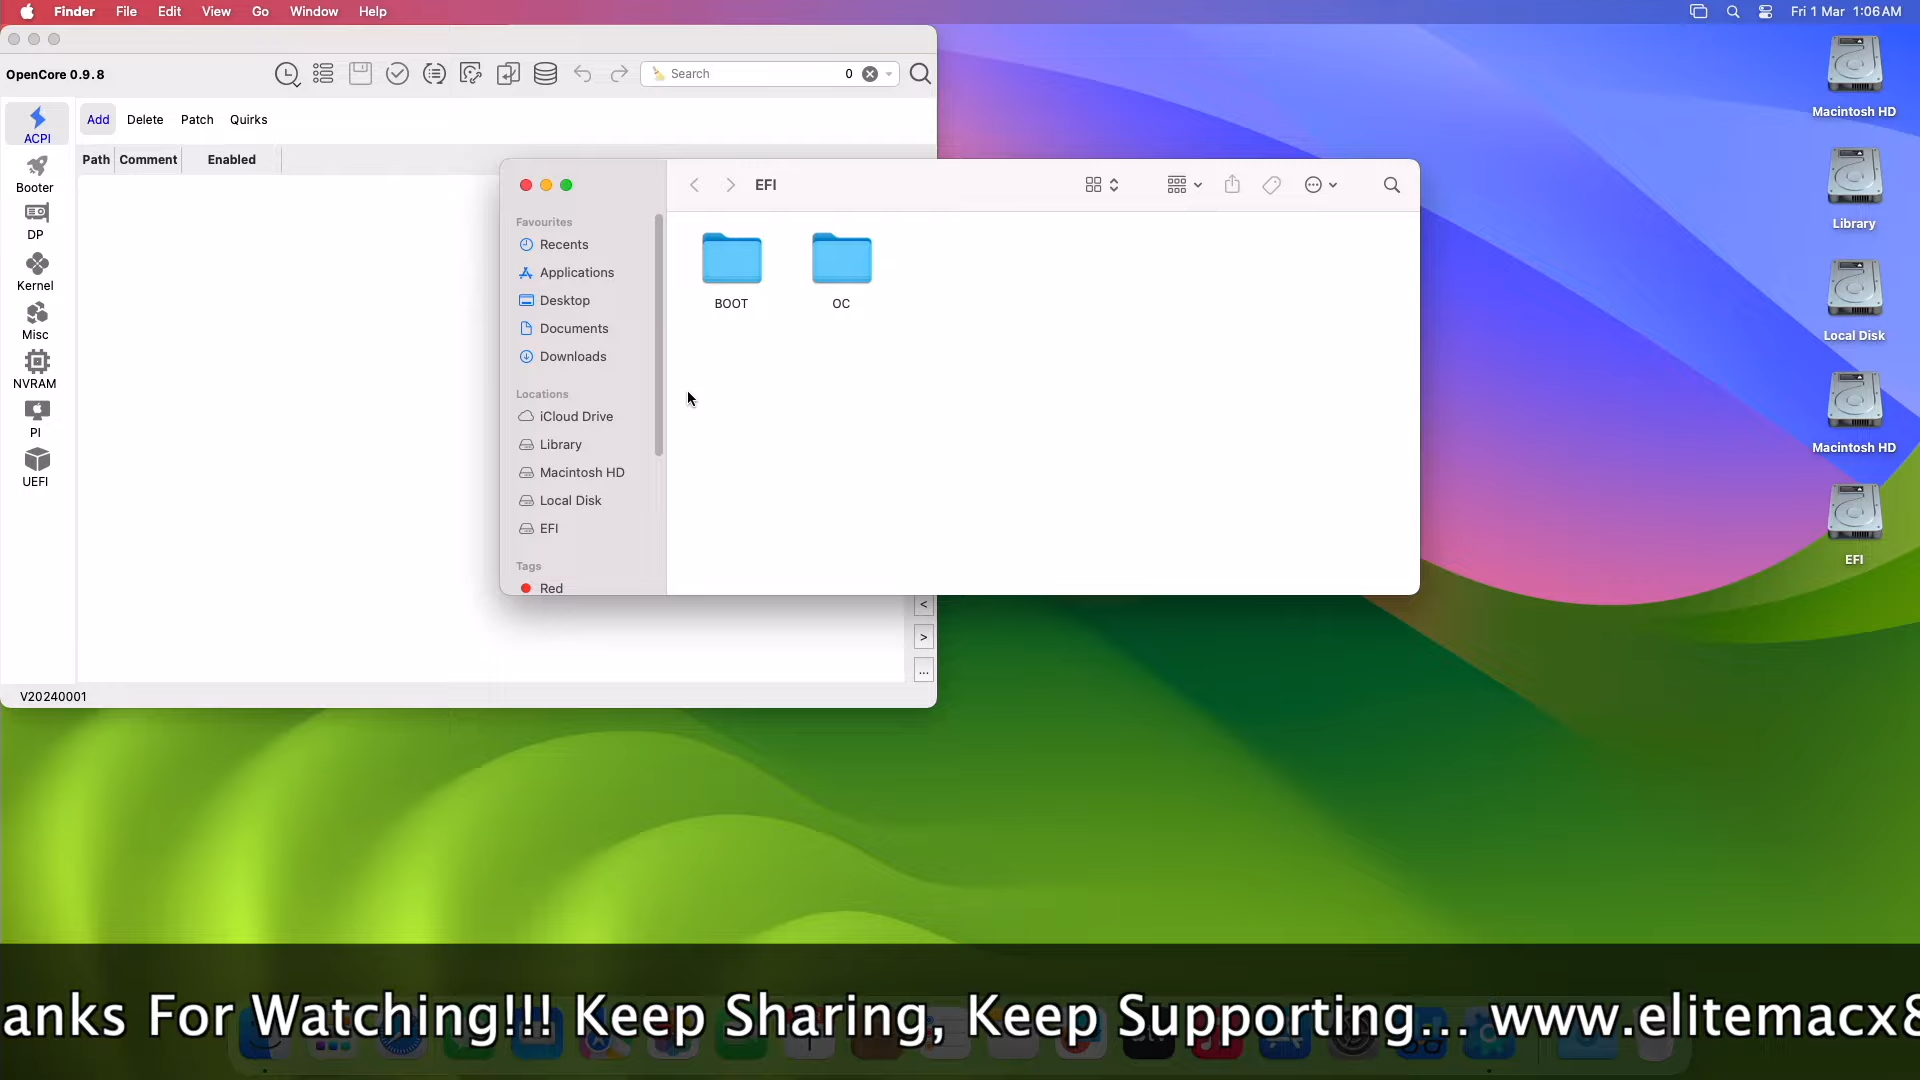 Finder File Edit View Go Window Help
Fri 1 Mar 1:06 AM
OpenCore 0.9.8
Search
0
Add Delete Patch Quirks
Path Comment Enabled
ACPI
Booter
DP
Kernel
Misc
NVRAM
PI
UEFI
<
>
...
V20240001
EFI
Favourites
Recents
Applications
Desktop
Documents
Downloads
Locations
iCloud Drive
Library
Macintosh HD
Local Disk
EFI
Tags
Red
BOOT
OC
Macintosh HD
Library
Local Disk
Macintosh HD
EFI
anks For Watching!!! Keep Sharing, Keep Supporting... www.elitemacx8